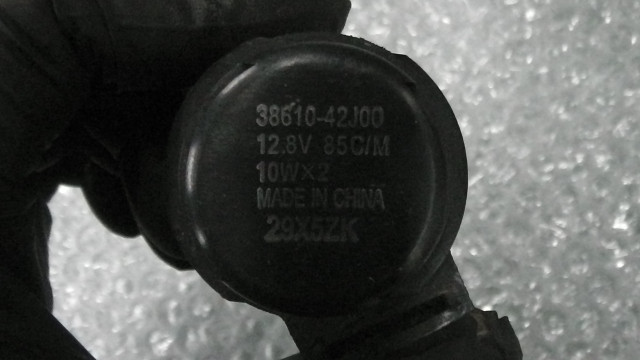 38610-42J00
12.8V 85C/M
10W×2
MADE IN CHINA
29X5ZK